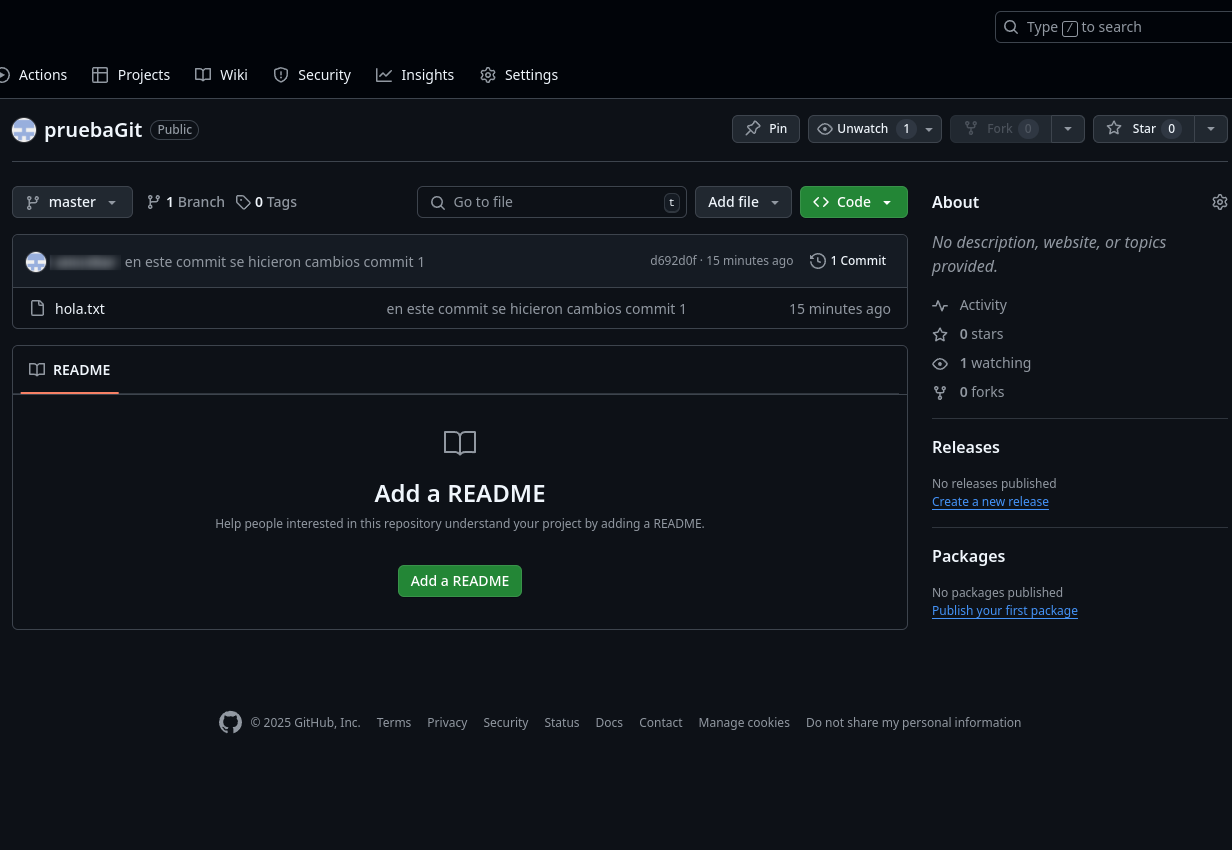 Type / to search
Actions Projects Wiki Security Insights Settings
pruebaGit Public Pin Unwatch 1 Fork 0 Star 0
master 1 Branch 0 Tags Go to file t Add file Code
en este commit se hicieron cambios commit 1 d692d0f · 15 minutes ago 1 Commit
hola.txt en este commit se hicieron cambios commit 1 15 minutes ago
README
Add a README
Help people interested in this repository understand your project by adding a README.
Add a README
About
No description, website, or topics
provided.
Activity
0 stars
1 watching
0 forks
Releases
No releases published
Create a new release
Packages
No packages published
Publish your first package
© 2025 GitHub, Inc. Terms Privacy Security Status Docs Contact Manage cookies Do not share my personal information